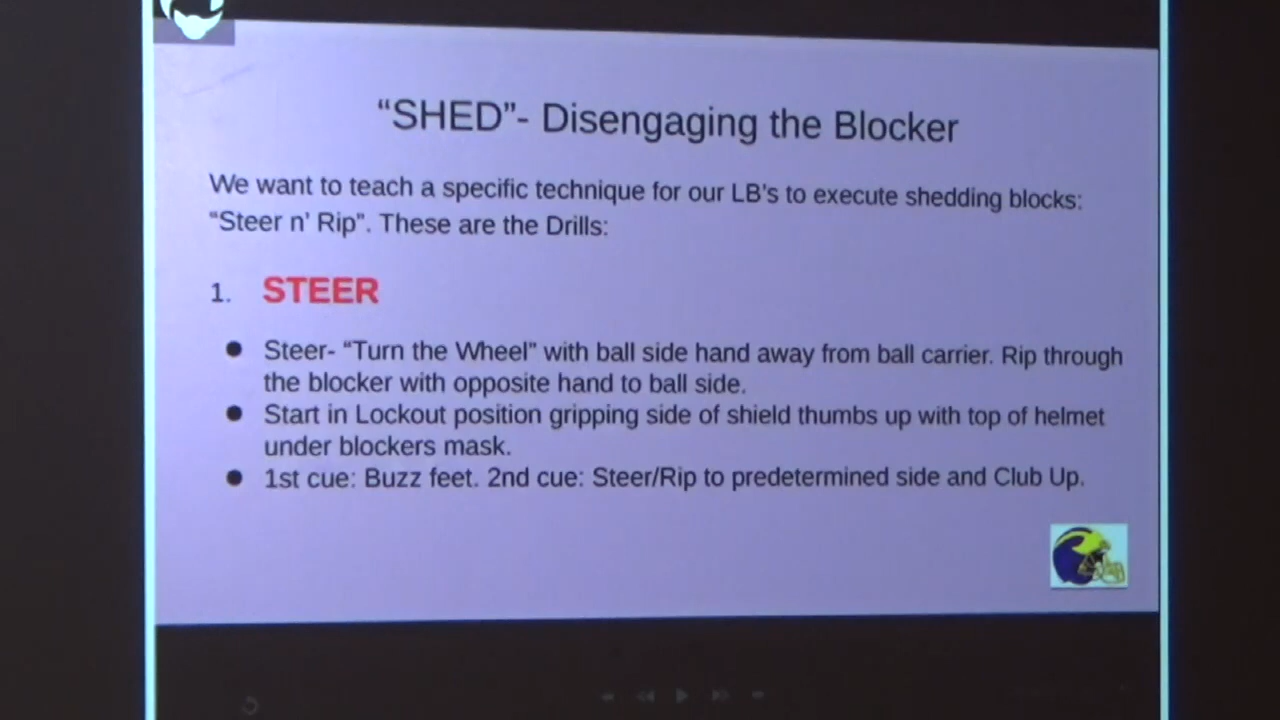 “SHED”- Disengaging the Blocker
We want to teach a specific technique for our LB's to execute shedding blocks:
“Steer n' Rip”. These are the Drills:
1. STEER
● Steer- “Turn the Wheel” with ball side hand away from ball carrier. Rip through
the blocker with opposite hand to ball side.
● Start in Lockout position gripping side of shield thumbs up with top of helmet
under blockers mask.
● 1st cue: Buzz feet. 2nd cue: Steer/Rip to predetermined side and Club Up.